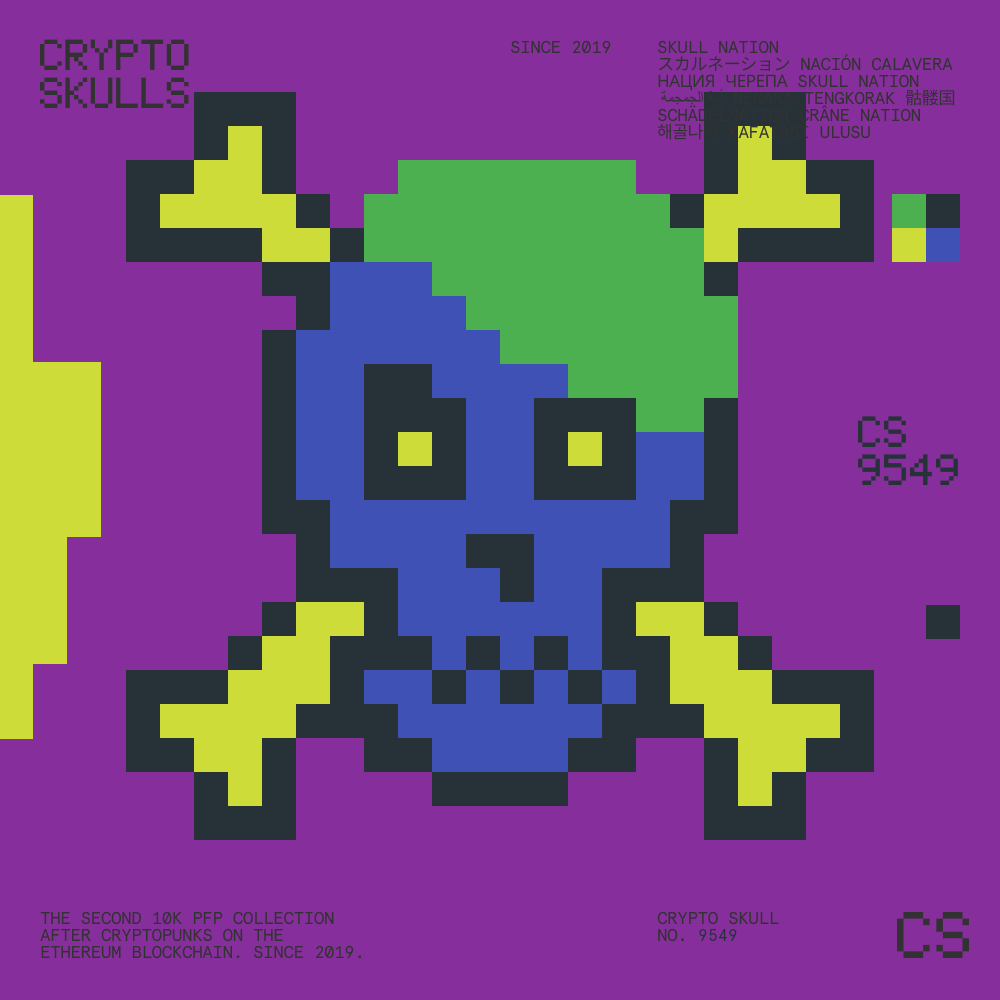 CRYPTO
SKULLS
SINCE 2019
SKULL NATION
スカルネーション NACIÓN CALAVERA
НАЦИЯ ЧЕРЕПА SKULL NATION
TENGKORAK 骷髅国
CRÂNE NATION
해골나 ULUSU
CS
9549
THE SECOND 10K PFP COLLECTION
AFTER CRYPTOPUNKS ON THE
ETHEREUM BLOCKCHAIN. SINCE 2019.
CRYPTO SKULL
NO. 9549
CS